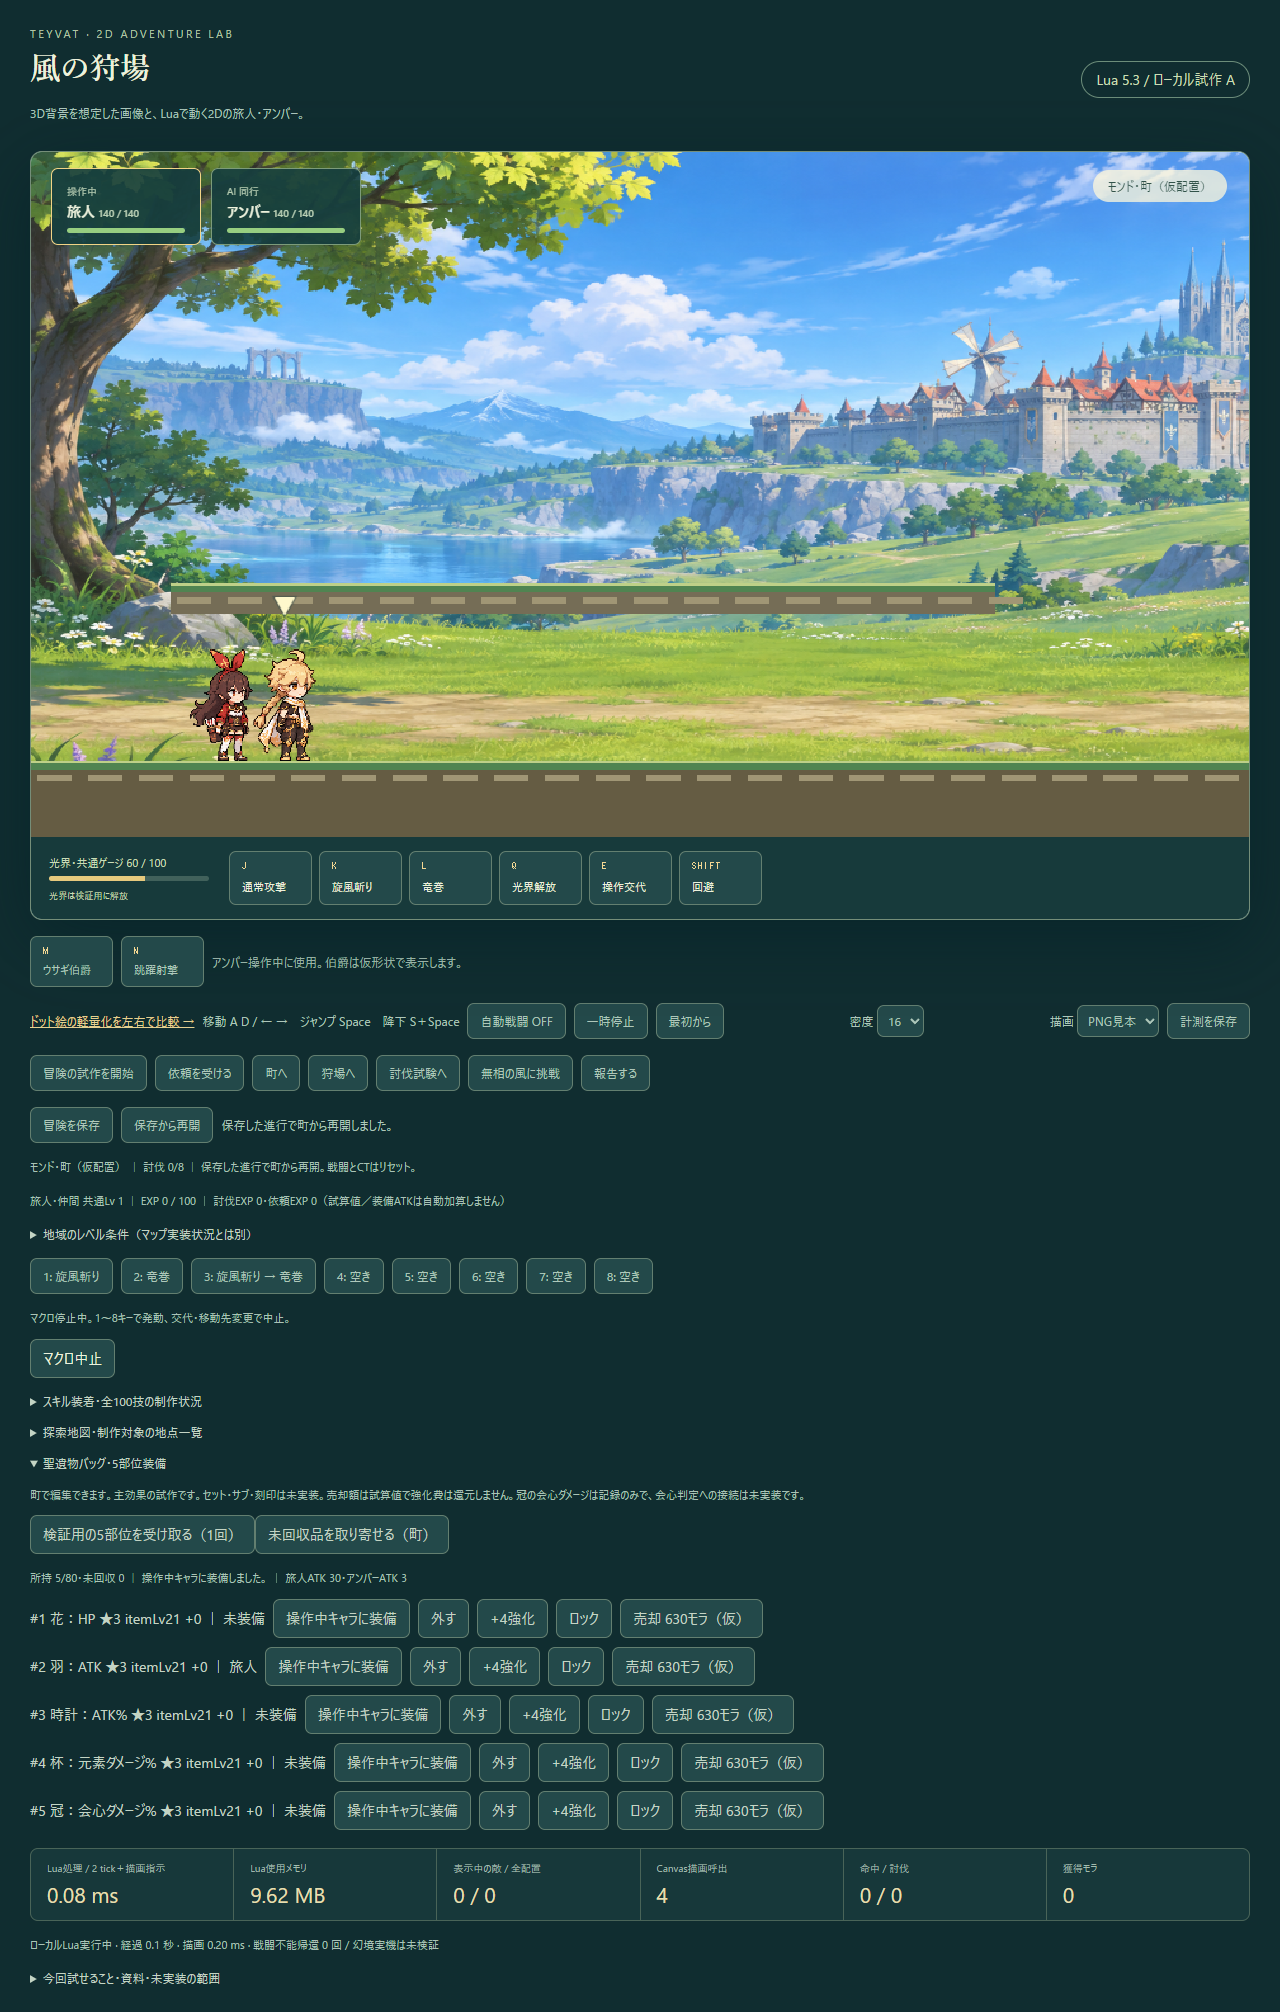 TEYVAT · 2D ADVENTURE LAB
風の狩場
Lua 5.3 / ローカル試作 A
3D背景を想定した画像と、Luaで動く2Dの旅人・アンバー。
操作中
旅人 140 / 140
AI 同行
アンバー 140 / 140
モンド・町（仮配置）
光界・共通ゲージ 60 / 100
光界は検証用に解放
J
通常攻撃
K
旋風斬り
L
竜巻
Q
光界解放
E
操作交代
SHIFT
回避
M
ウサギ伯爵
N
跳躍射撃
アンバー操作中に使用。伯爵は仮形状で表示します。
ドット絵の軽量化を左右で比較 → 移動 A D / ← → ジャンプ Space 降下 S＋Space 自動戦闘 OFF 一時停止 最初から 密度 16 描画 PNG見本 計測を保存
冒険の試作を開始 依頼を受ける 町へ 狩場へ 討伐試験へ 無相の風に挑戦 報告する
冒険を保存 保存から再開 保存した進行で町から再開しました。
モンド・町（仮配置）｜討伐 0/8｜保存した進行で町から再開。戦闘とCTはリセット。
旅人・仲間 共通Lv 1｜EXP 0 / 100｜討伐EXP 0・依頼EXP 0（試算値／装備ATKは自動加算しません）
▶ 地域のレベル条件（マップ実装状況とは別）
1: 旋風斬り 2: 竜巻 3: 旋風斬り → 竜巻 4: 空き 5: 空き 6: 空き 7: 空き 8: 空き
マクロ停止中。1〜8キーで発動、交代・移動先変更で中止。
マクロ中止
▶ スキル装着・全100技の制作状況
▶ 探索地図・制作対象の地点一覧
▼ 聖遺物バッグ・5部位装備
町で編集できます。主効果の試作です。セット・サブ・刻印は未実装。売却額は試算値で強化費は還元しません。冠の会心ダメージは記録のみで、会心判定への接続は未実装です。
検証用の5部位を受け取る（1回） 未回収品を取り寄せる（町）
所持 5/80・未回収 0｜操作中キャラに装備しました。｜旅人ATK 30・アンバーATK 3
#1 花：HP ★3 itemLv21 +0｜未装備 操作中キャラに装備 外す +4強化 ロック 売却 630モラ（仮）
#2 羽：ATK ★3 itemLv21 +0｜旅人 操作中キャラに装備 外す +4強化 ロック 売却 630モラ（仮）
#3 時計：ATK% ★3 itemLv21 +0｜未装備 操作中キャラに装備 外す +4強化 ロック 売却 630モラ（仮）
#4 杯：元素ダメージ% ★3 itemLv21 +0｜未装備 操作中キャラに装備 外す +4強化 ロック 売却 630モラ（仮）
#5 冠：会心ダメージ% ★3 itemLv21 +0｜未装備 操作中キャラに装備 外す +4強化 ロック 売却 630モラ（仮）
Lua処理 / 2 tick＋描画指示
0.08 ms
Lua使用メモリ
9.62 MB
表示中の敵 / 全配置
0 / 0
Canvas描画呼出
4
命中 / 討伐
0 / 0
獲得モラ
0
ローカルLua実行中 · 経過 0.1 秒 · 描画 0.20 ms · 戦闘不能帰還 0 回 / 幻境実機は未検証
▶ 今回試せること・資料・未実装の範囲